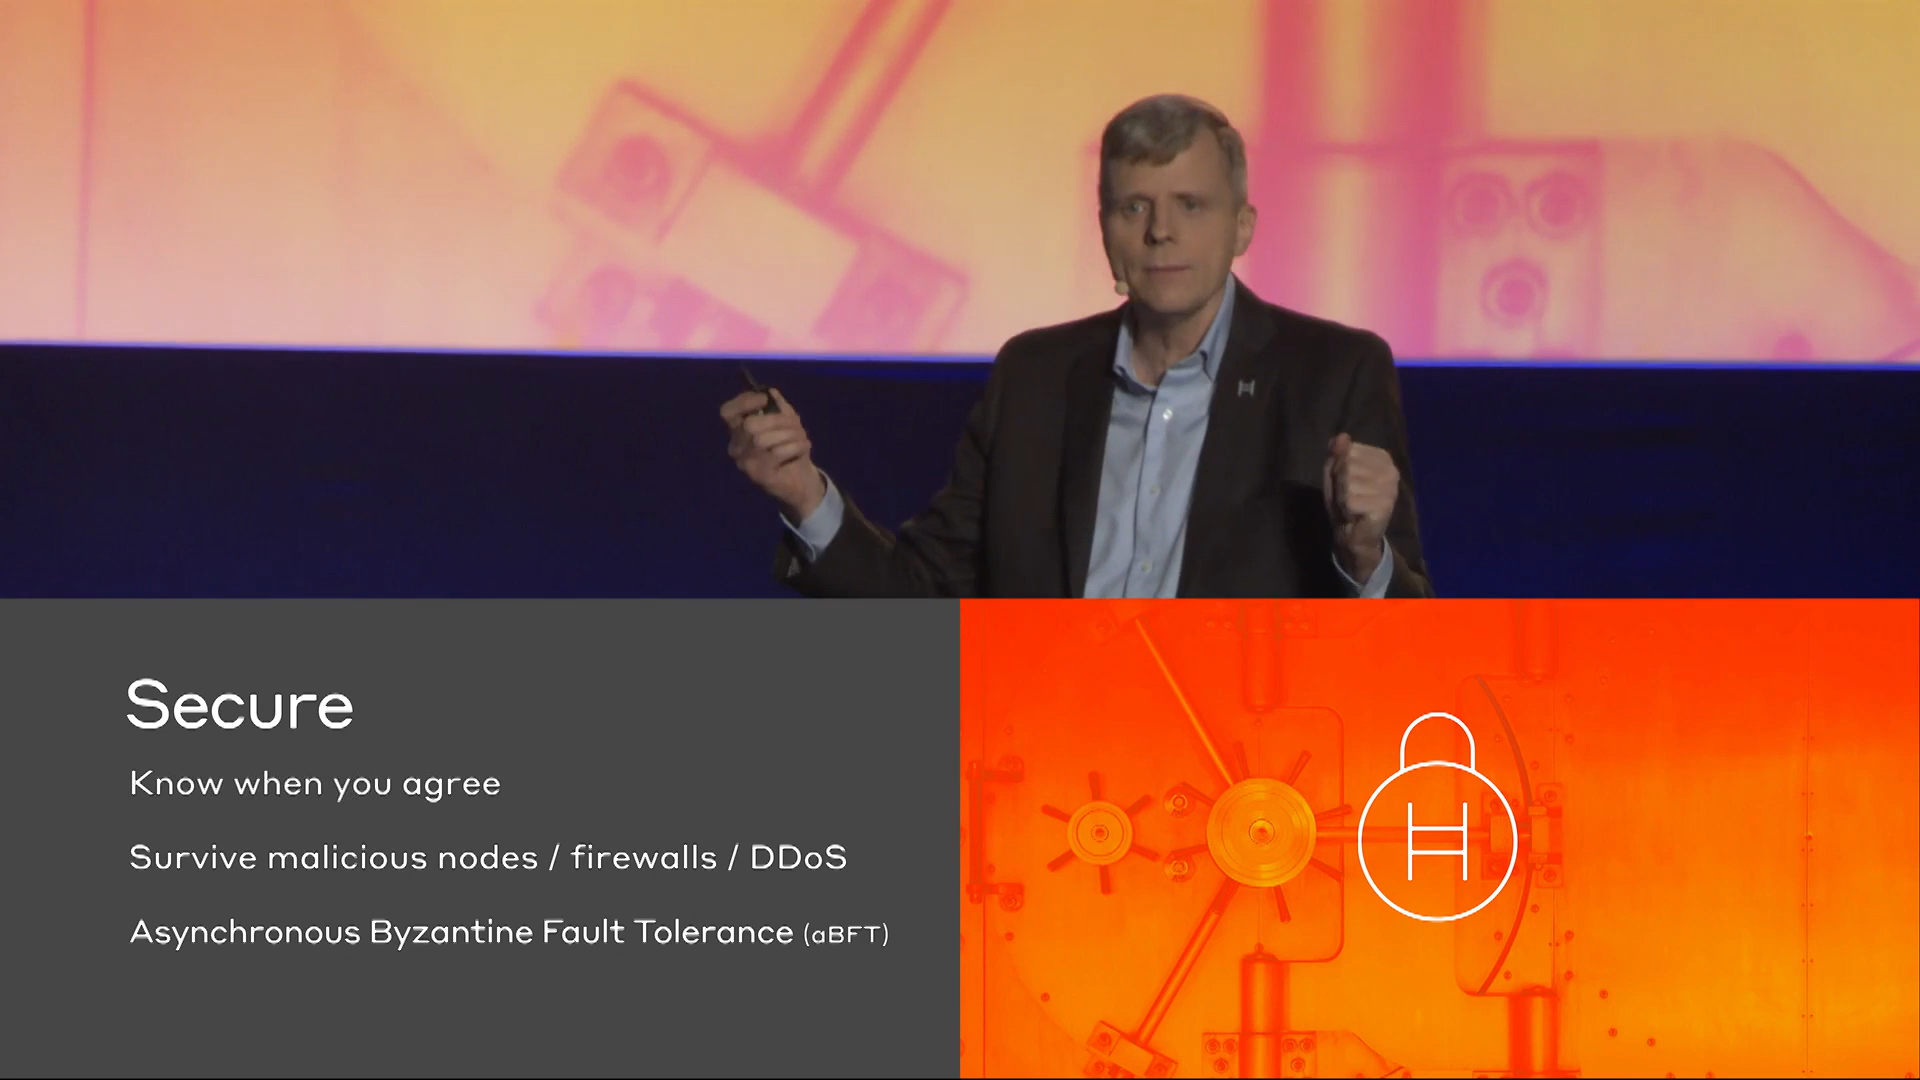 Secure
Know when you agree
Survive malicious nodes / firewalls / DDoS
Asynchronous Byzantine Fault Tolerance (aBFT)
H